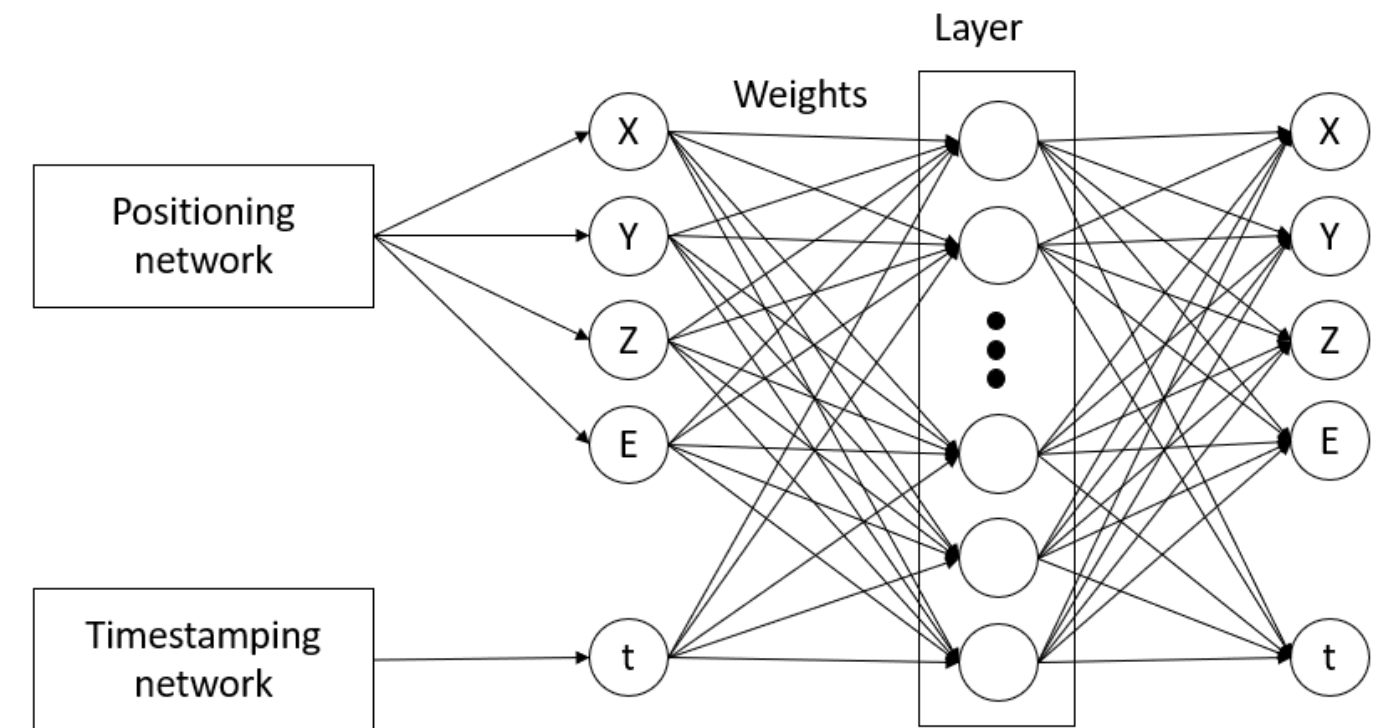 Layer
Weights
Positioning
network
X
Y
Z
E
Timestamping
network
t
X
Y
Z
E
t